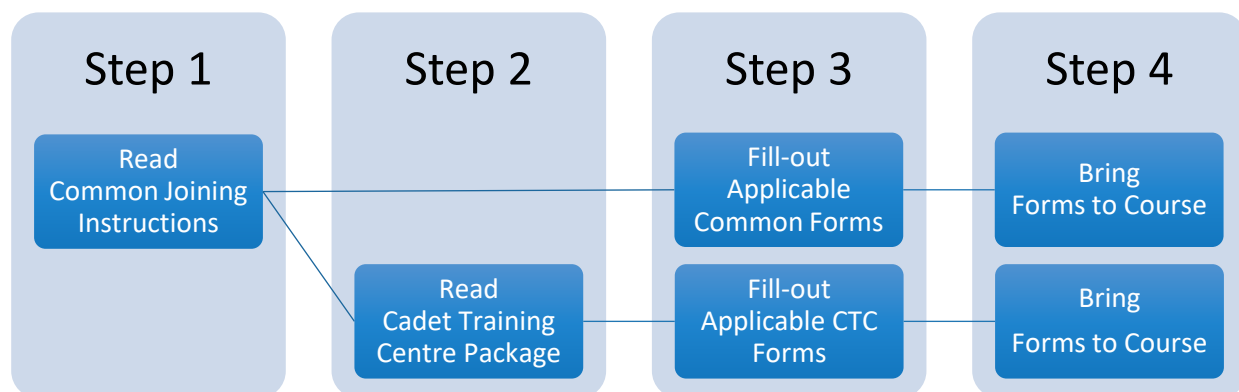 Step 1
Step 2
Step 3
Step 4
Read
Common Joining
Instructions
Fill-out
Applicable
Common Forms
Bring
Forms to Course
Read
Cadet Training
Centre Package
Fill-out
Applicable CTC
Forms
Bring
Forms to Course